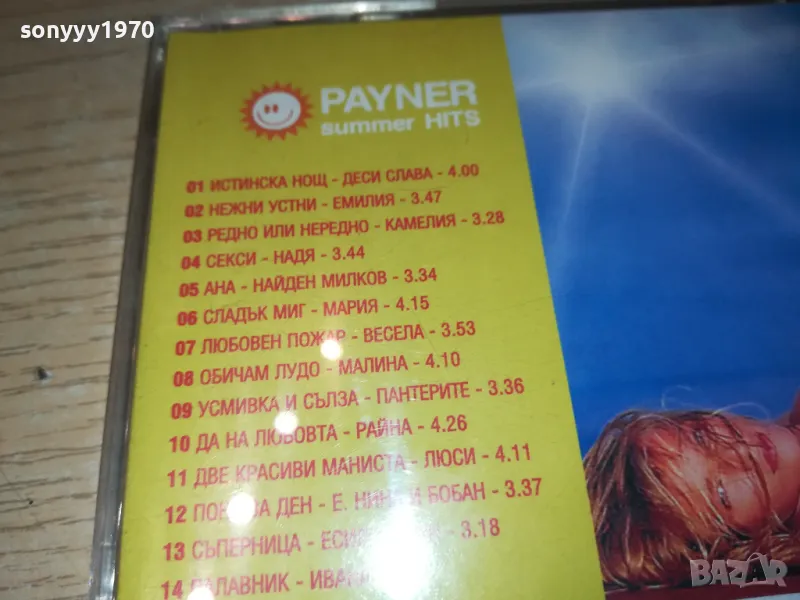 sonyyy1970
PAYNER
summer HITS
01 ИСТИНСКА НОЩ - ДЕСИ СЛАВА - 4.00
02 НЕЖНИ УСТНИ - ЕМИЛИЯ - 3.47
03 РЕДНО ИЛИ НЕРЕДНО - КАМЕЛИЯ - 3.28
04 СЕКСИ - НАДЯ - 3.44
05 АНА - НАЙДЕН МИЛКОВ - 3.34
06 СЛАДЪК МИГ - МАРИЯ - 4.15
07 ЛЮБОВЕН ПОЖАР - ВЕСЕЛА - 3.53
08 ОБИЧАМ ЛУДО - МАЛИНА - 4.10
09 УСМИВКА И СЪЛЗА - ПАНТЕРИТЕ - 3.36
10 ДА НА ЛЮБОВТА - РАЙНА - 4.26
11 ДВЕ КРАСИВИ МАНИСТА - ЛЮСИ - 4.11
12 ДЕН - Е. И БОБАН - 3.37
13 СЪПЕРНИЦА - 3.18
14 ПАЛАВНИК -
BAZAR